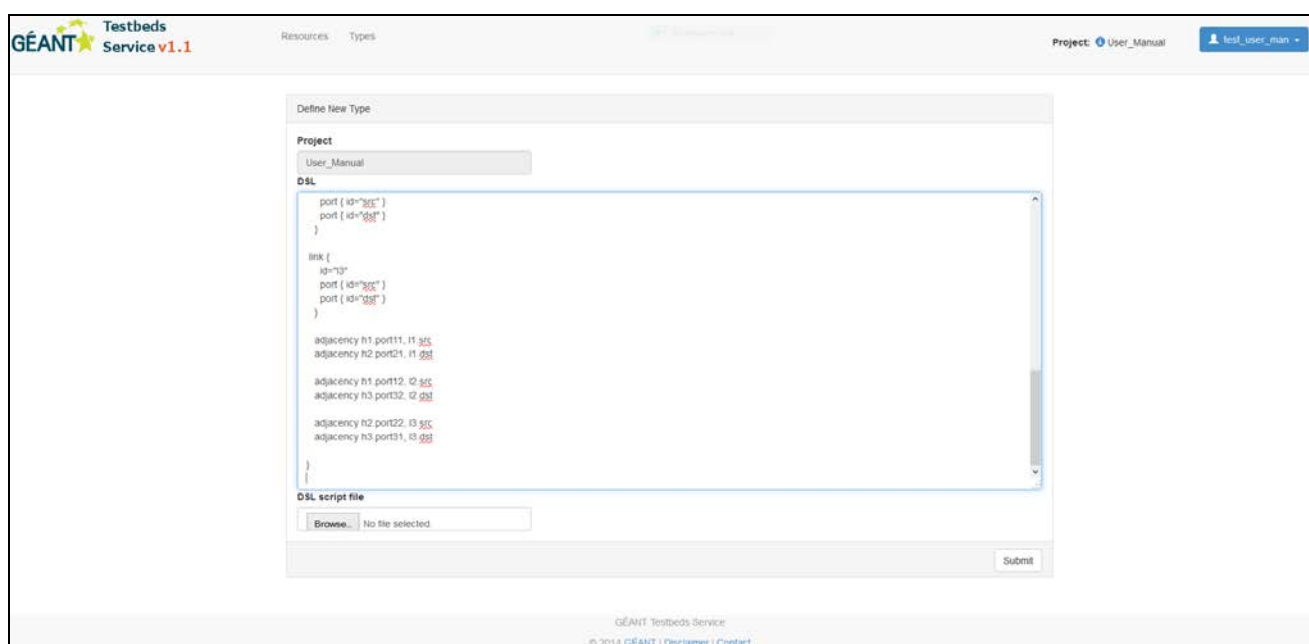 GÉANT Testbeds
Service v1.1
Resources Types
Project: User_Manual
test_user_man
Define New Type
Project
User_Manual
DSL
port { id="src" }
port { id="dst" }
}
link {
id="l3"
port { id="src" }
port { id="dst" }
}
adjacency h1.port11, l1.src
adjacency h2.port21, l1.dst
adjacency h1.port12, l2.src
adjacency h3.port32, l2.dst
adjacency h2.port22, l3.src
adjacency h3.port31, l3.dst
}
DSL script file
Browse... No file selected.
Submit
GÉANT Testbeds Service
© 2014 GÉANT | Disclaimer | Contact